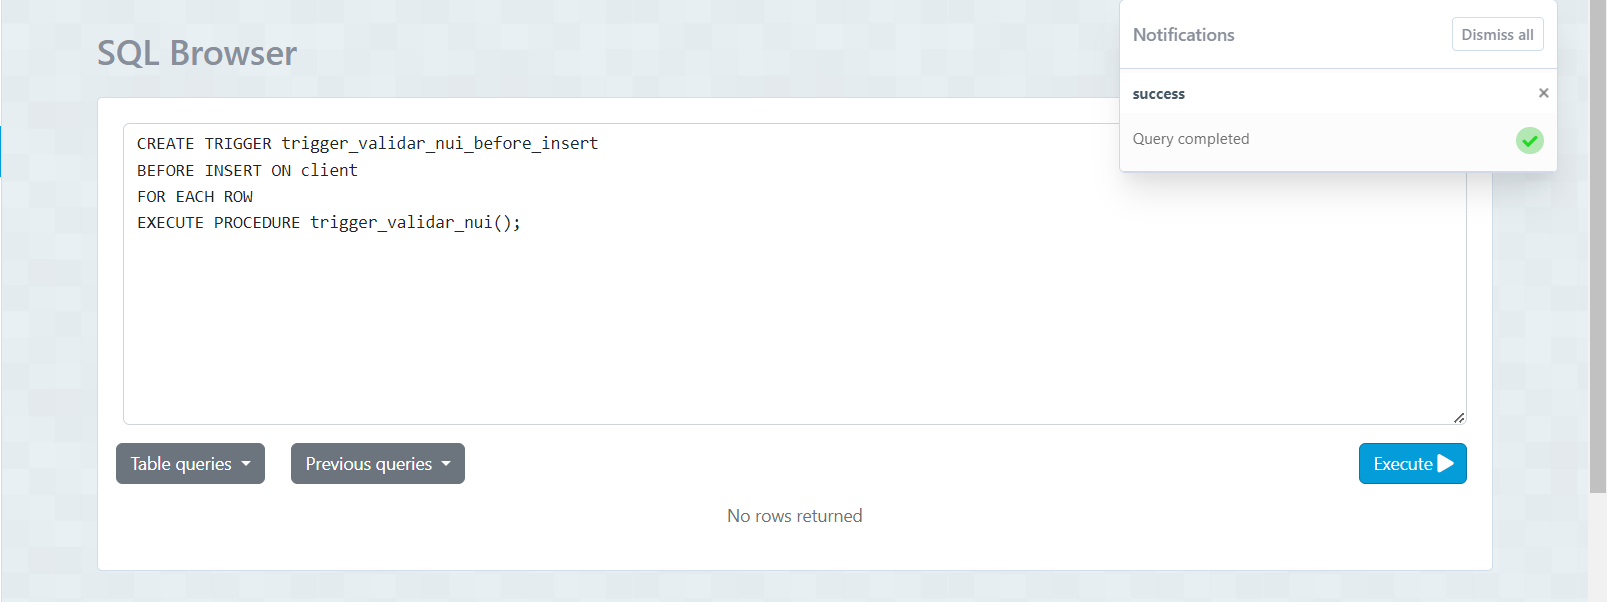 SQL Browser
Notifications
Dismiss all
success
×
Query completed
CREATE TRIGGER trigger_validar_nui_before_insert
BEFORE INSERT ON client
FOR EACH ROW
EXECUTE PROCEDURE trigger_validar_nui();
Table queries
Previous queries
Execute
No rows returned